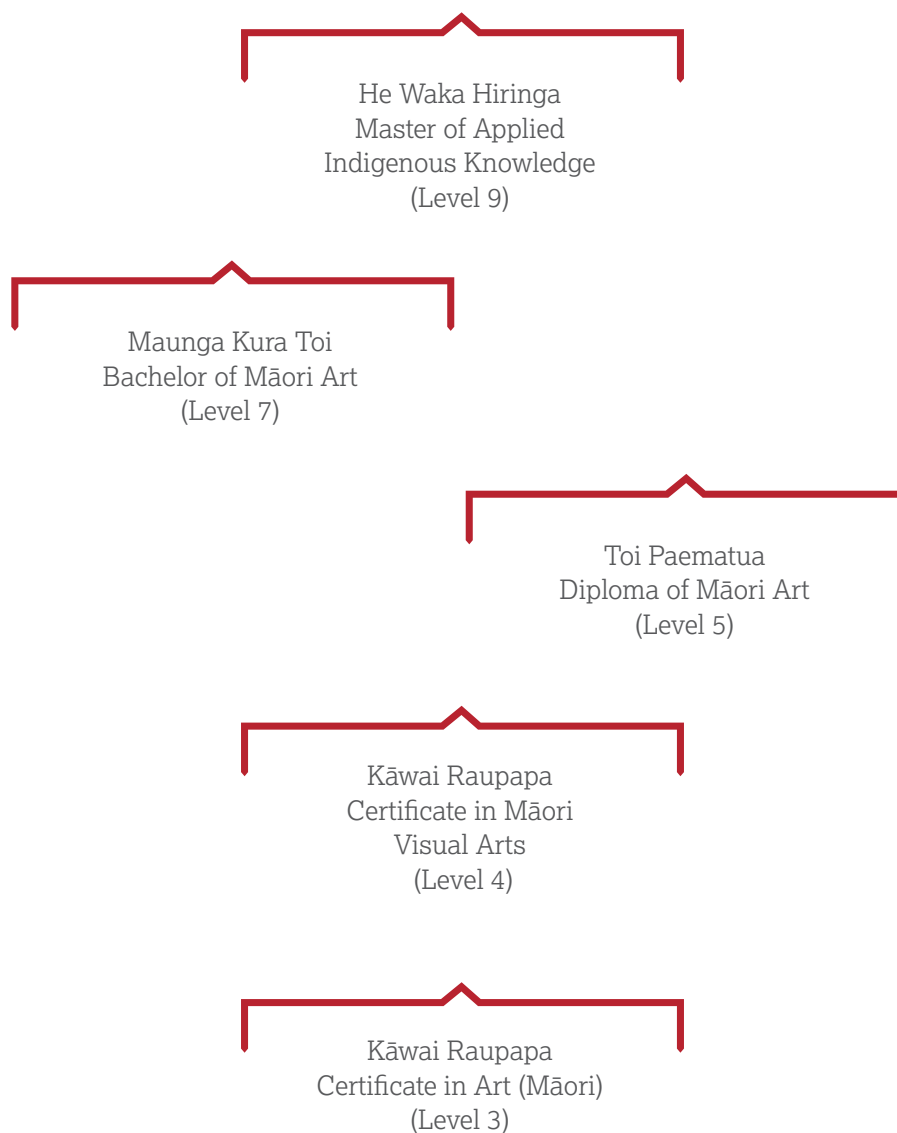 He Waka Hiringa
Master of Applied
Indigenous Knowledge
(Level 9)
Maunga Kura Toi
Bachelor of Māori Art
(Level 7)
Toi Paematua
Diploma of Māori Art
(Level 5)
Kāwai Raupapa
Certificate in Māori
Visual Arts
(Level 4)
Kāwai Raupapa
Certificate in Art (Māori)
(Level 3)